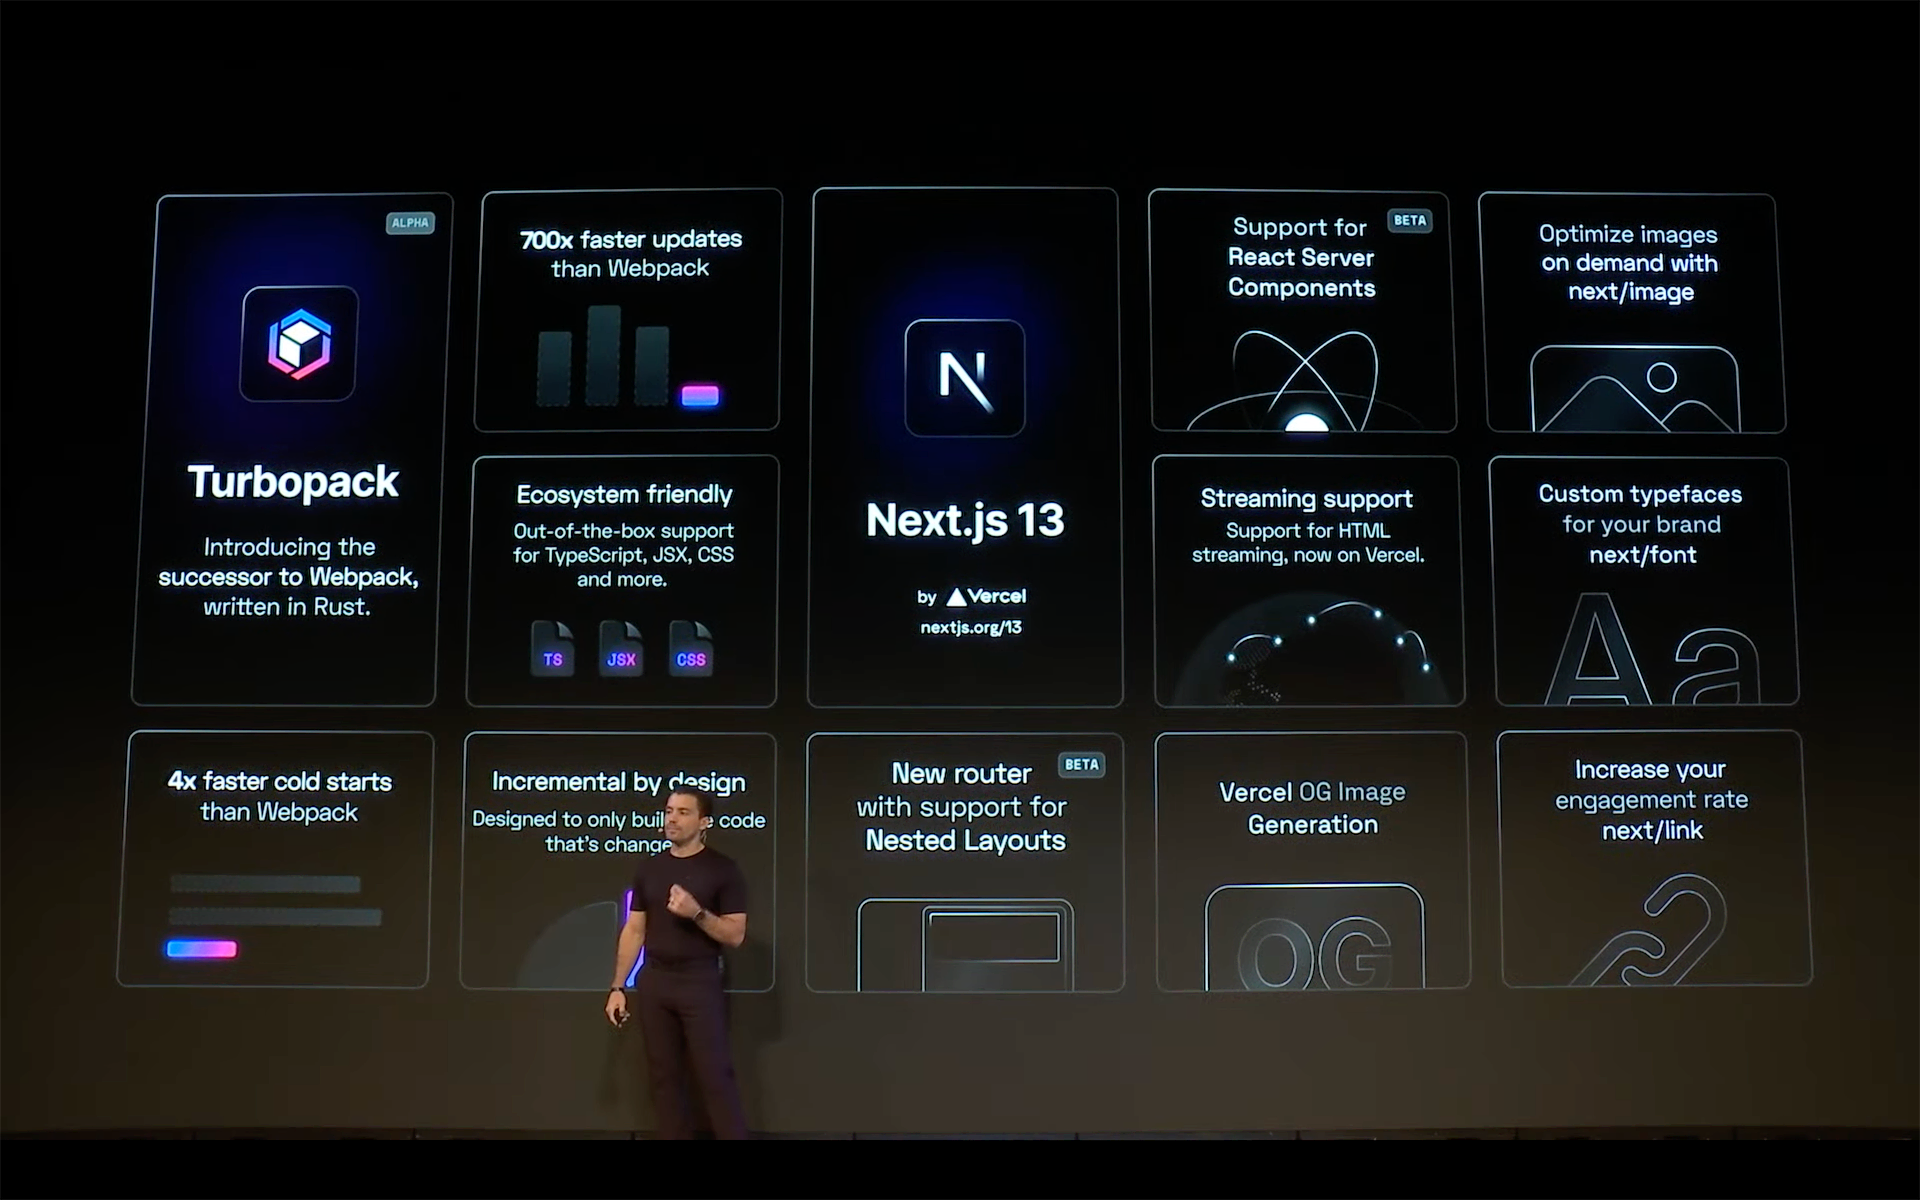 ALPHA
Turbopack
Introducing the
successor to Webpack,
written in Rust.
700x faster updates
than Webpack
Ecosystem friendly
Out-of-the-box support
for TypeScript, JSX, CSS
and more.
TS
JSX
CSS
N
Next.js 13
by Vercel
nextjs.org/13
BETA
Support for
React Server
Components
Streaming support
Support for HTML
streaming, now on Vercel.
Optimize images
on demand with
next/image
Custom typefaces
for your brand
next/font
Aa
4x faster cold starts
than Webpack
Incremental by design
Designed to only code
that's
BETA
New router
with support for
Nested Layouts
Vercel OG Image
Generation
OG
Increase your
engagement rate
next/link